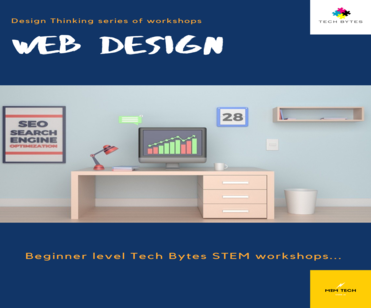 Design Thinking series of workshops
WEB DESIGN
TECH BYTES
SEO
SEARCH
ENGINE
OPTIMIZATION
28
Beginner level Tech Bytes STEM workshops...
MBM TECH